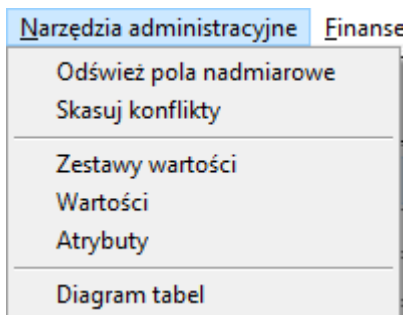 Narzędzia administracyjne Finanse
Odśwież pola nadmiarowe
Skasuj konflikty
Zestawy wartości
Wartości
Atrybuty
Diagram tabel